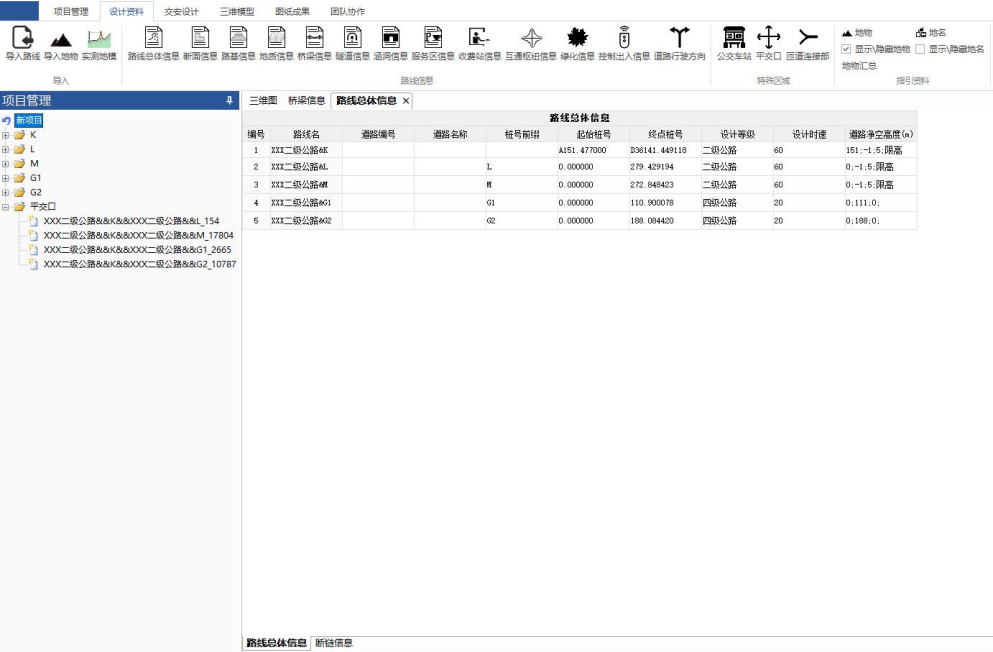 项目管理 设计资料 交安设计 三维模型 图纸成果 团队协作
导入路线 导入地物 实测地模 路线总体信息 断面信息 路基信息 地质信息 桥梁信息 隧道信息 涵洞信息 服务区信息 收费站信息 互通枢纽信息 绿化信息 控制出入信息 道路行驶方向 公交车站 平交口 匝道连接部
地物 地名
显示\隐藏地物 显示\隐藏地名
地物汇总
导入 路线信息 特殊区域 指引资料
项目管理
新项目
K
L
M
G1
G2
平交口
XXX二级公路&&K&&XXX二级公路&&L_154
XXX二级公路&&K&&XXX二级公路&&M_17804
XXX二级公路&&K&&XXX二级公路&&G1_2665
XXX二级公路&&K&&XXX二级公路&&G2_10787
三维图 桥梁信息 路线总体信息 ×
路线总体信息
编号 路线名 道路编号 道路名称 桩号前缀 起始桩号 终点桩号 设计等级 设计时速 道路净空高度(m)
1 XXX二级公路&K A151.477000 B36141.449118 二级公路 60 151;-1;5;限高
2 XXX二级公路&L L 0.000000 279.429194 二级公路 60 0;-1;5;限高
3 XXX二级公路&M M 0.000000 272.848423 二级公路 60 0;-1;5;限高
4 XXX二级公路&G1 G1 0.000000 110.900078 四级公路 20 0;111;0;
5 XXX二级公路&G2 G2 0.000000 188.084420 四级公路 20 0;188;0;
路线总体信息 断链信息